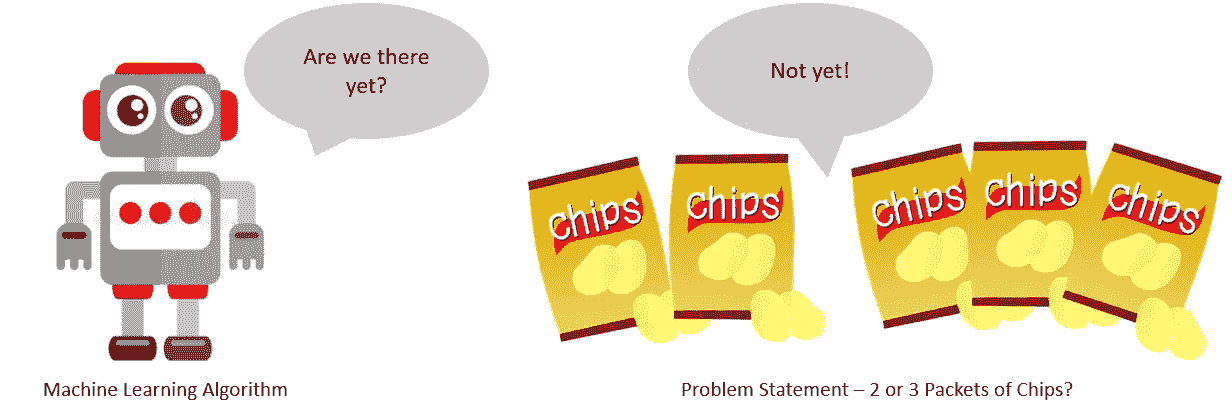 Are we there
yet?
Not yet!
Chips
Chips
Chips
Chips
Chips
Machine Learning Algorithm
Problem Statement – 2 or 3 Packets of Chips?